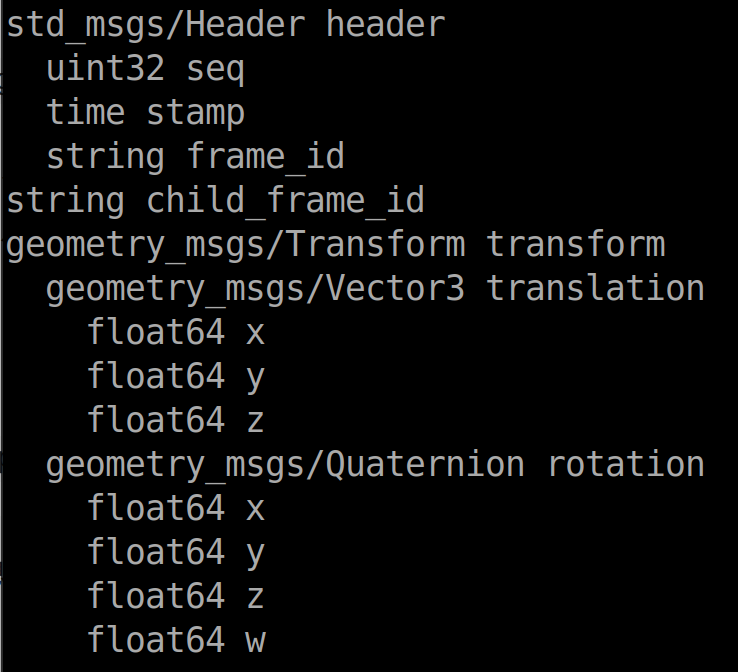 std_msgs/Header header
  uint32 seq
  time stamp
  string frame_id
string child_frame_id
geometry_msgs/Transform transform
  geometry_msgs/Vector3 translation
    float64 x
    float64 y
    float64 z
  geometry_msgs/Quaternion rotation
    float64 x
    float64 y
    float64 z
    float64 w